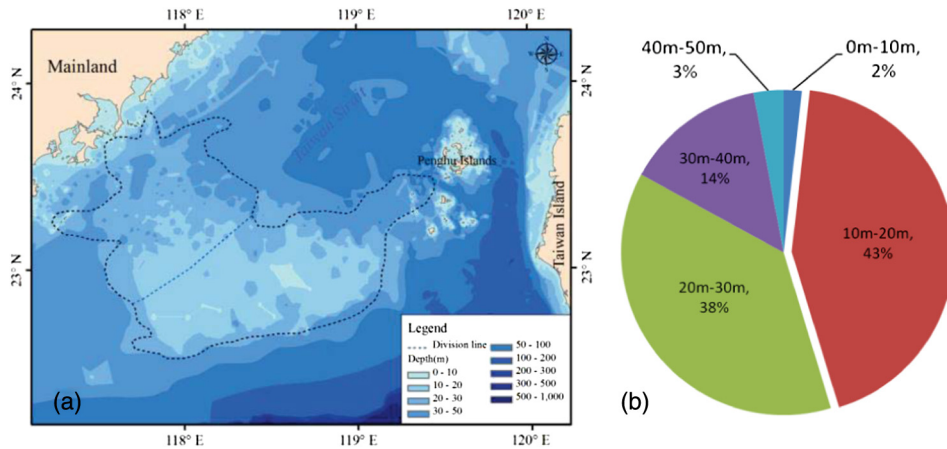 118° E
119° E
120° E
Mainland
N
24° N
24° N
Taiwan Strait
Penghu Islands
Taiwan Island
23° N
23° N
Legend
Division line
Depth(m)
0 - 10
10 - 20
20 - 30
30 - 50
50 - 100
100 - 200
200 - 300
300 - 500
500 - 1,000
(a)
118° E
119° E
120° E
40m-50m,
3%
0m-10m,
2%
30m-40m,
14%
10m-20m,
43%
20m-30m,
38%
(b)